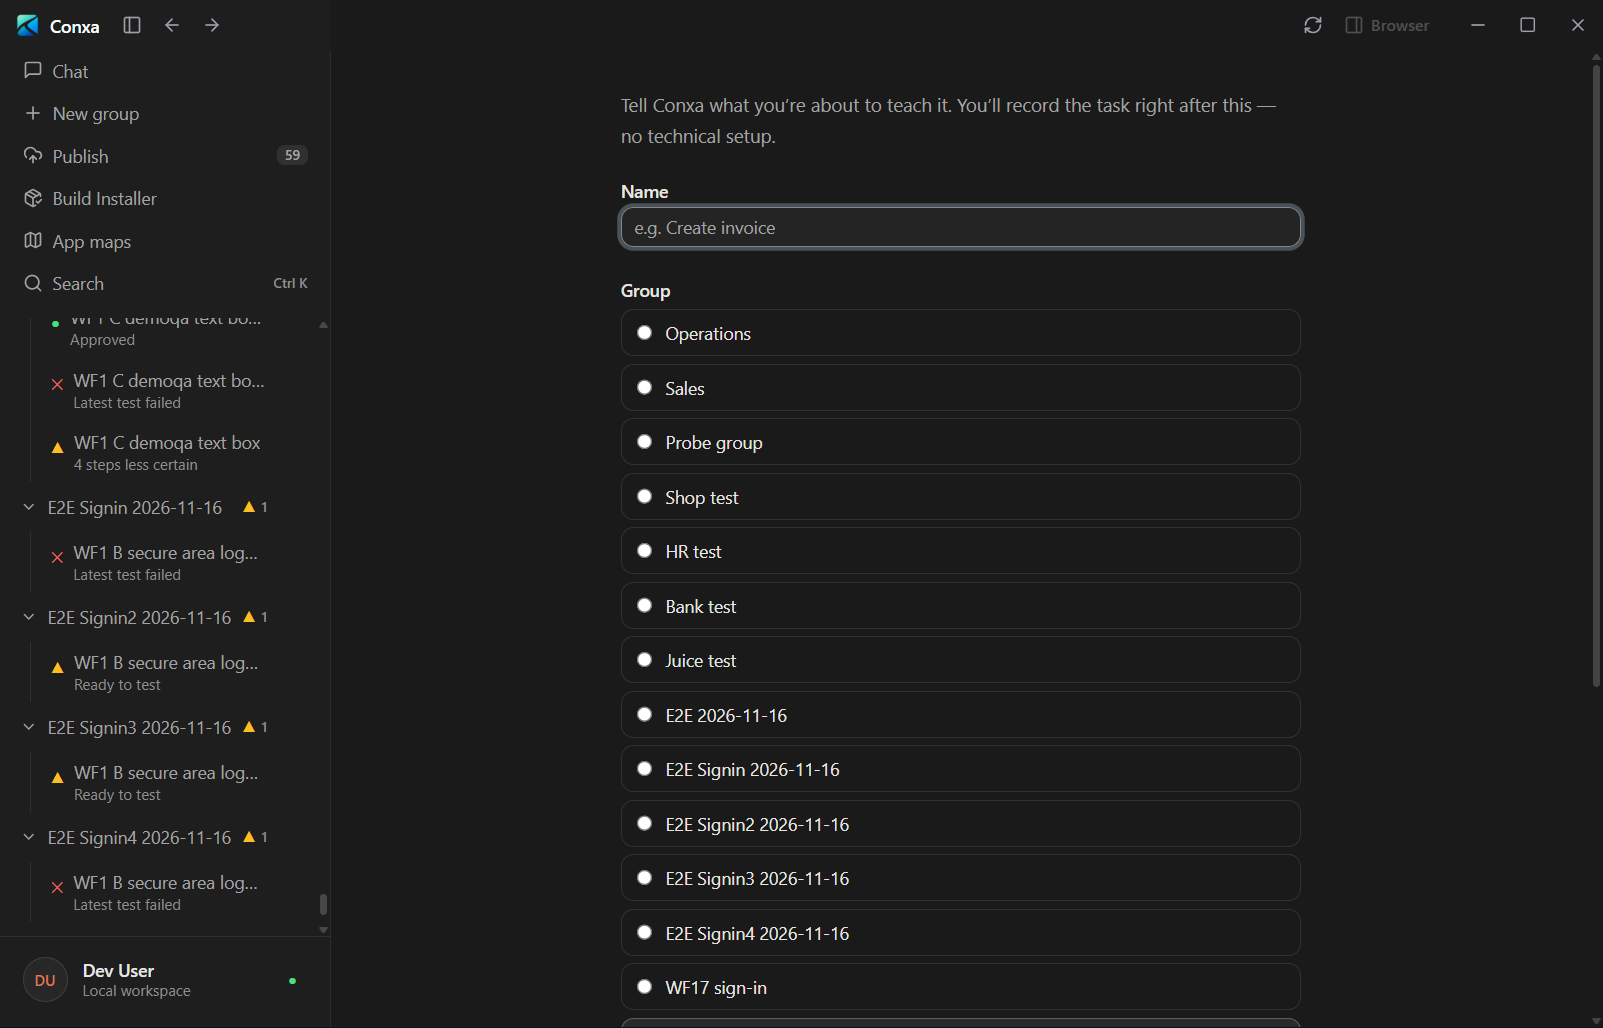 Conxa
Browser
Chat
New group
Publish
59
Build Installer
App maps
Search
Ctrl K
WF1 C demoqa text bo...
Approved
WF1 C demoqa text bo...
Latest test failed
WF1 C demoqa text box
4 steps less certain
E2E Signin 2026-11-16
1
WF1 B secure area log...
Latest test failed
E2E Signin2 2026-11-16
1
WF1 B secure area log...
Ready to test
E2E Signin3 2026-11-16
1
WF1 B secure area log...
Ready to test
E2E Signin4 2026-11-16
1
WF1 B secure area log...
Latest test failed
DU
Dev User
Local workspace
Tell Conxa what you’re about to teach it. You’ll record the task right after this —
no technical setup.
Name
e.g. Create invoice
Group
Operations
Sales
Probe group
Shop test
HR test
Bank test
Juice test
E2E 2026-11-16
E2E Signin 2026-11-16
E2E Signin2 2026-11-16
E2E Signin3 2026-11-16
E2E Signin4 2026-11-16
WF17 sign-in